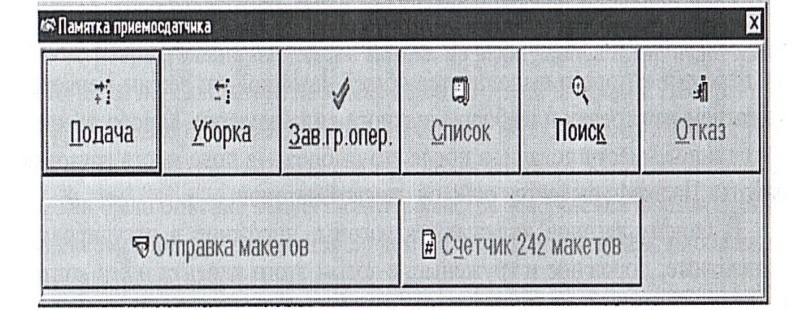 Памятка приемосдатчика
Подача Уборка Зав.гр.опер. Список Поиск Отказ
Отправка макетов # Счетчик 242 макетов